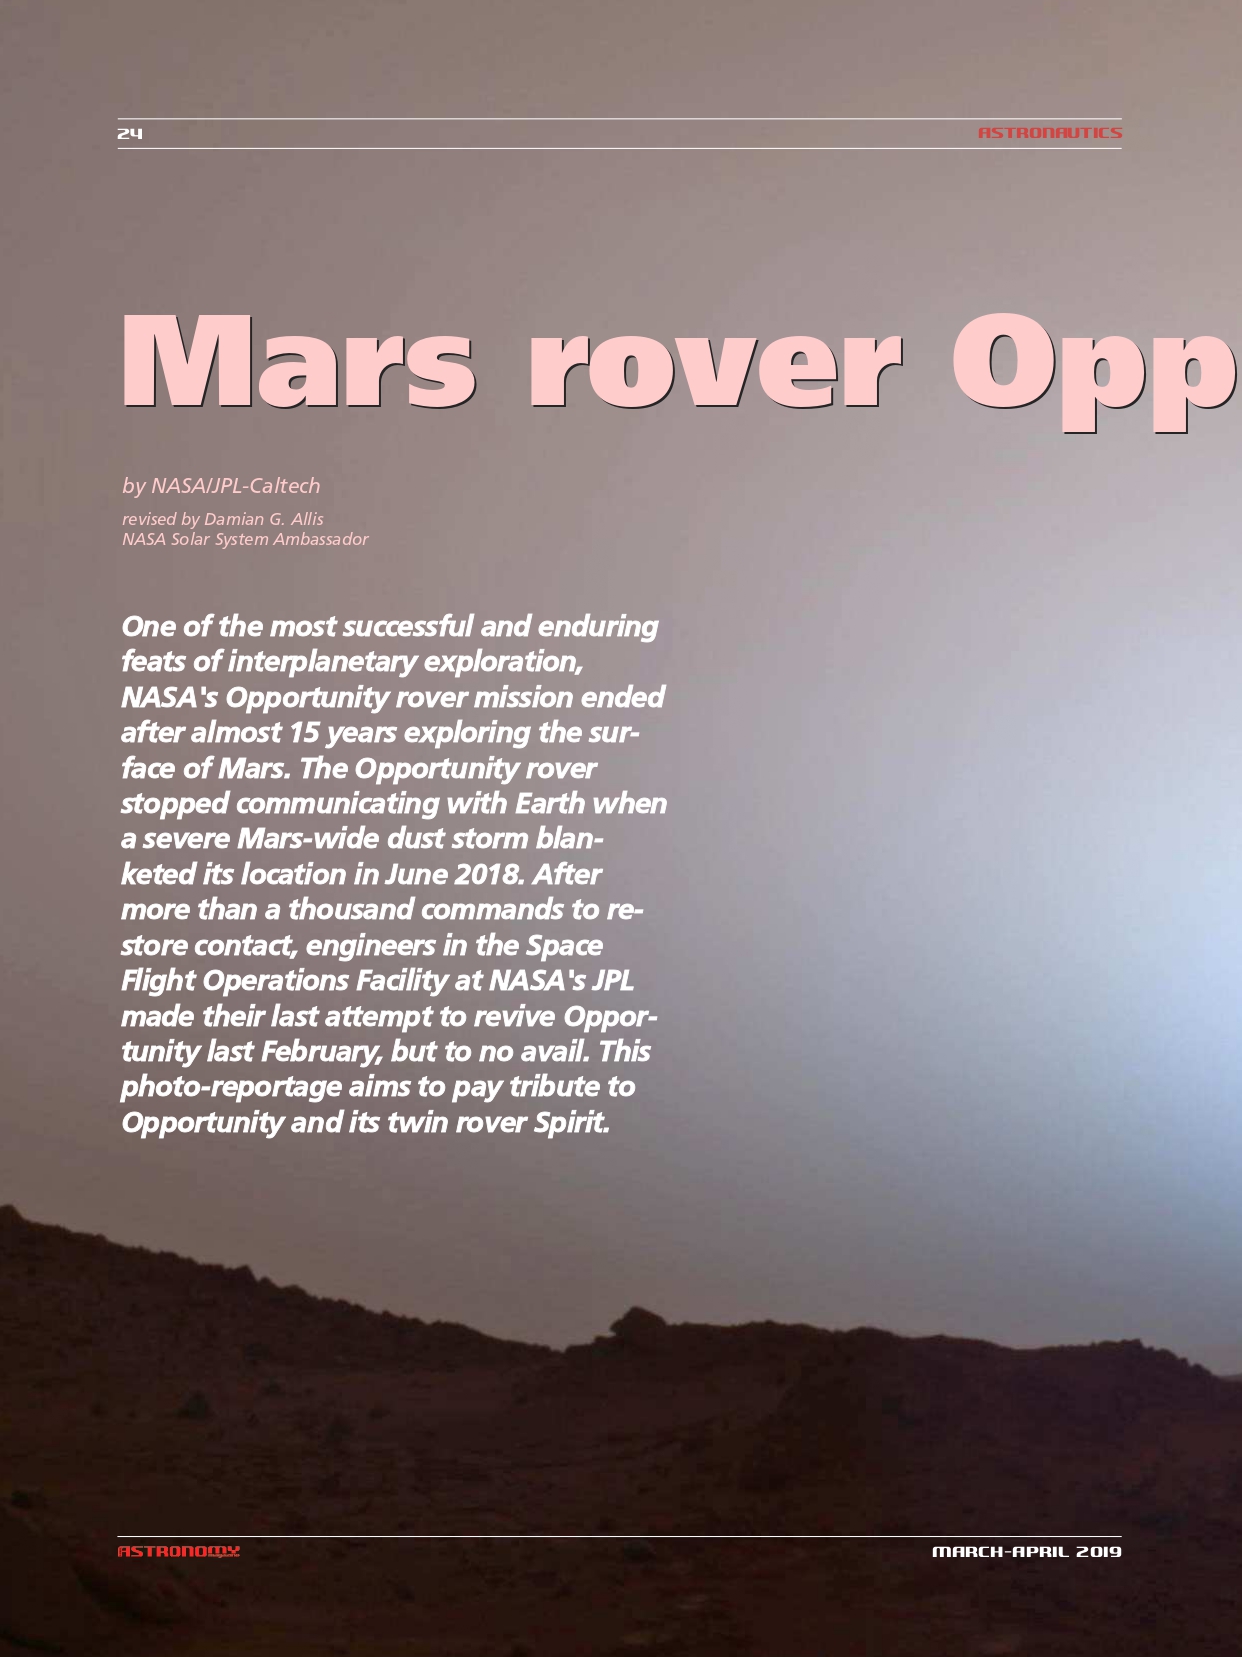 24
ASTRONAUTICS
Mars rover Opp
by NASA/JPL-Caltech
revised by Damian G. Allis
NASA Solar System Ambassador
One of the most successful and enduring
feats of interplanetary exploration,
NASA's Opportunity rover mission ended
after almost 15 years exploring the sur-
face of Mars. The Opportunity rover
stopped communicating with Earth when
a severe Mars-wide dust storm blan-
keted its location in June 2018. After
more than a thousand commands to re-
store contact, engineers in the Space
Flight Operations Facility at NASA's JPL
made their last attempt to revive Oppor-
tunity last February, but to no avail. This
photo-reportage aims to pay tribute to
Opportunity and its twin rover Spirit.
ASTRONOMY
MARCH-APRIL 2019